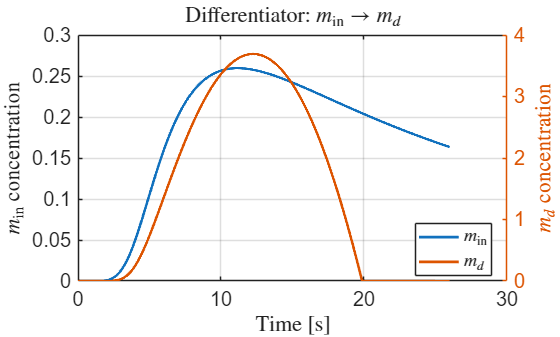 Differentiator: m_in → m_d
0.3
0.25
0.2
0.15
0.1
0.05
0
m_in concentration
4
3
2
1
0
m_d concentration
m_in
m_d
0 10 20 30
Time [s]